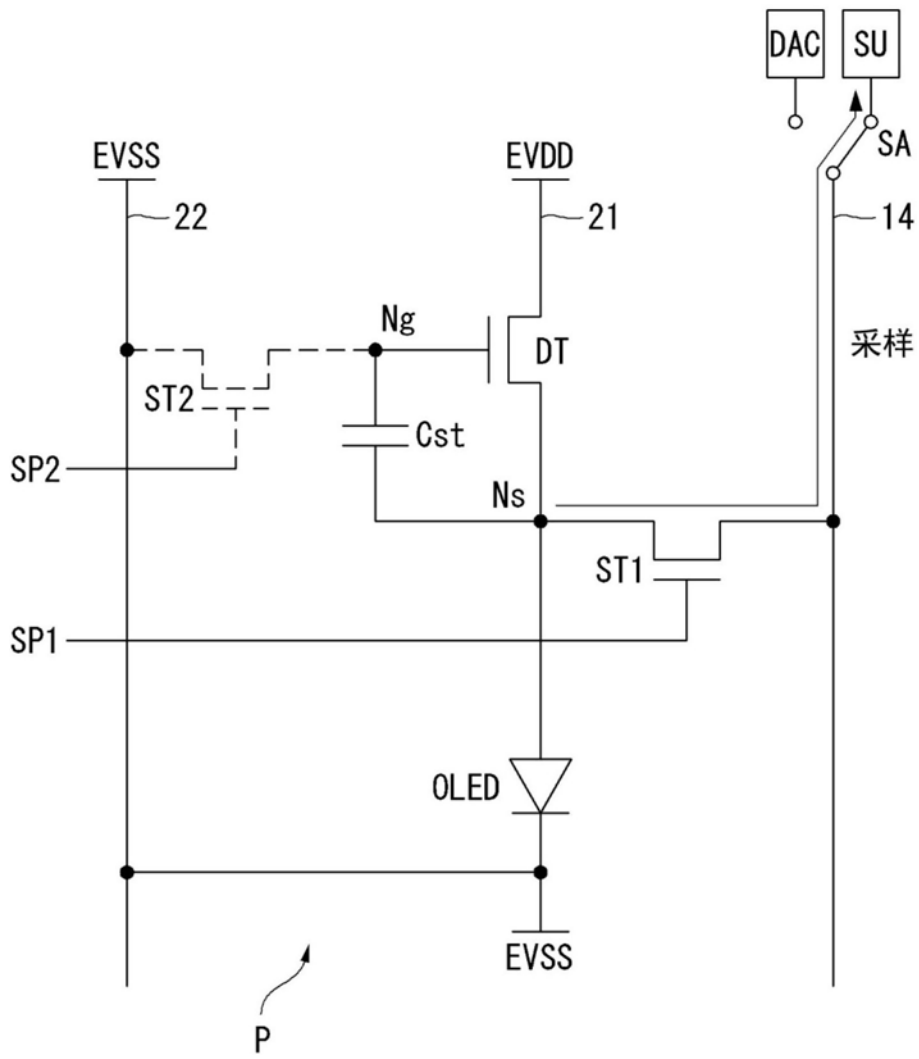 DAC SU
SA
EVSS
EVDD
22
21
14
Ng
DT
采样
ST2
Cst
SP2
Ns
ST1
SP1
OLED
EVSS
P